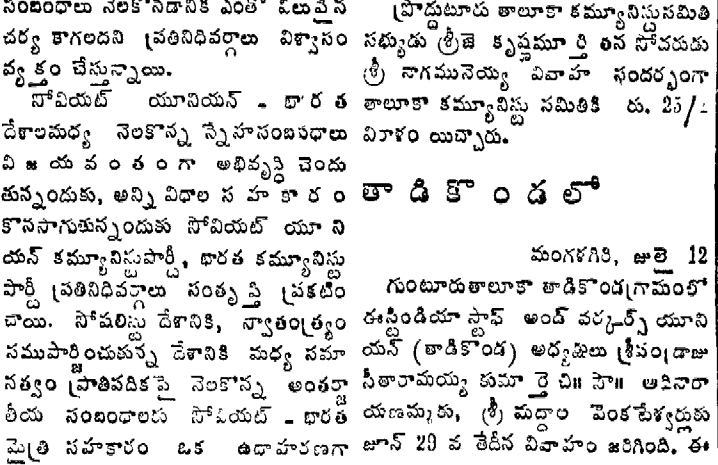 సంబంధాలు నెలకొనడానికి ఎంతో విలువైన
చర్య కాగలదని ప్రతినిధివర్గాలు విశ్వాసం
వ్యక్తం చేస్తున్నాయి.
సోవియట్ యూనియన్ - భారత
దేశాలమధ్య నెలకొన్న స్నేహసంబంధాలు
విజయవంతంగా అభివృద్ధి చెందు
తున్నందుకు, అన్ని విధాల సహకారం
కొనసాగుతున్నందుకు సోవియట్ యూని
యన్ కమ్యూనిస్టుపార్టీ, భారత కమ్యూనిస్టు
పార్టీ ప్రతినిధివర్గాలు సంతృప్తి ప్రకటిం
చాయి. సోషలిస్టు దేశానికి, స్వాతంత్ర్యం
సముపార్జించుకున్న దేశానికి మధ్య సమా
నత్వం ప్రాతిపదికపై నెలకొన్న అంతర్జా
తీయ సంబంధాలకు సోవియట్ - భారత
మైత్రి సహకారం ఒక ఉదాహరణగా
ప్రొద్దుటూరు తాలూకా కమ్యూనిస్టుసమితి
సభ్యుడు శ్రీజె కృష్ణమూర్తి తన సోదరుడు
శ్రీ నాగమునెయ్య వివాహ సందర్భంగా
తాలూకా కమ్యూనిస్టు సమితికి రు. 25/-
విరాళం యిచ్చారు.
తాడికొండలో
మంగళగిరి, జులై 12
గుంటూరుతాలూకా తాడికొండగ్రామంలో
ఈస్టిండియా స్టాఫ్ అండ్ వర్కర్స్ యూని
యన్ (తాడికొండ) అధ్యక్షులు శ్రీపండ్రాజు
సీతారామయ్య కుమార్తె చి॥ సౌ॥ ఆదినారా
యణమ్మకు, (శ్రీ) మద్దాల వెంకటేశ్వర్లుకు
జూన్ 29 వ తేదీన వివాహం జరిగింది. ఈ